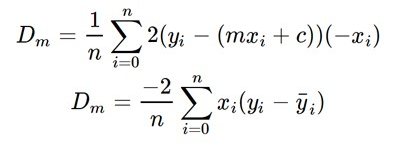 D_m = \frac{1}{n} \sum_{i=0}^{n} 2(y_i - (mx_i + c))(-x_i)
D_m = \frac{-2}{n} \sum_{i=0}^{n} x_i(y_i - \bar{y}_i)